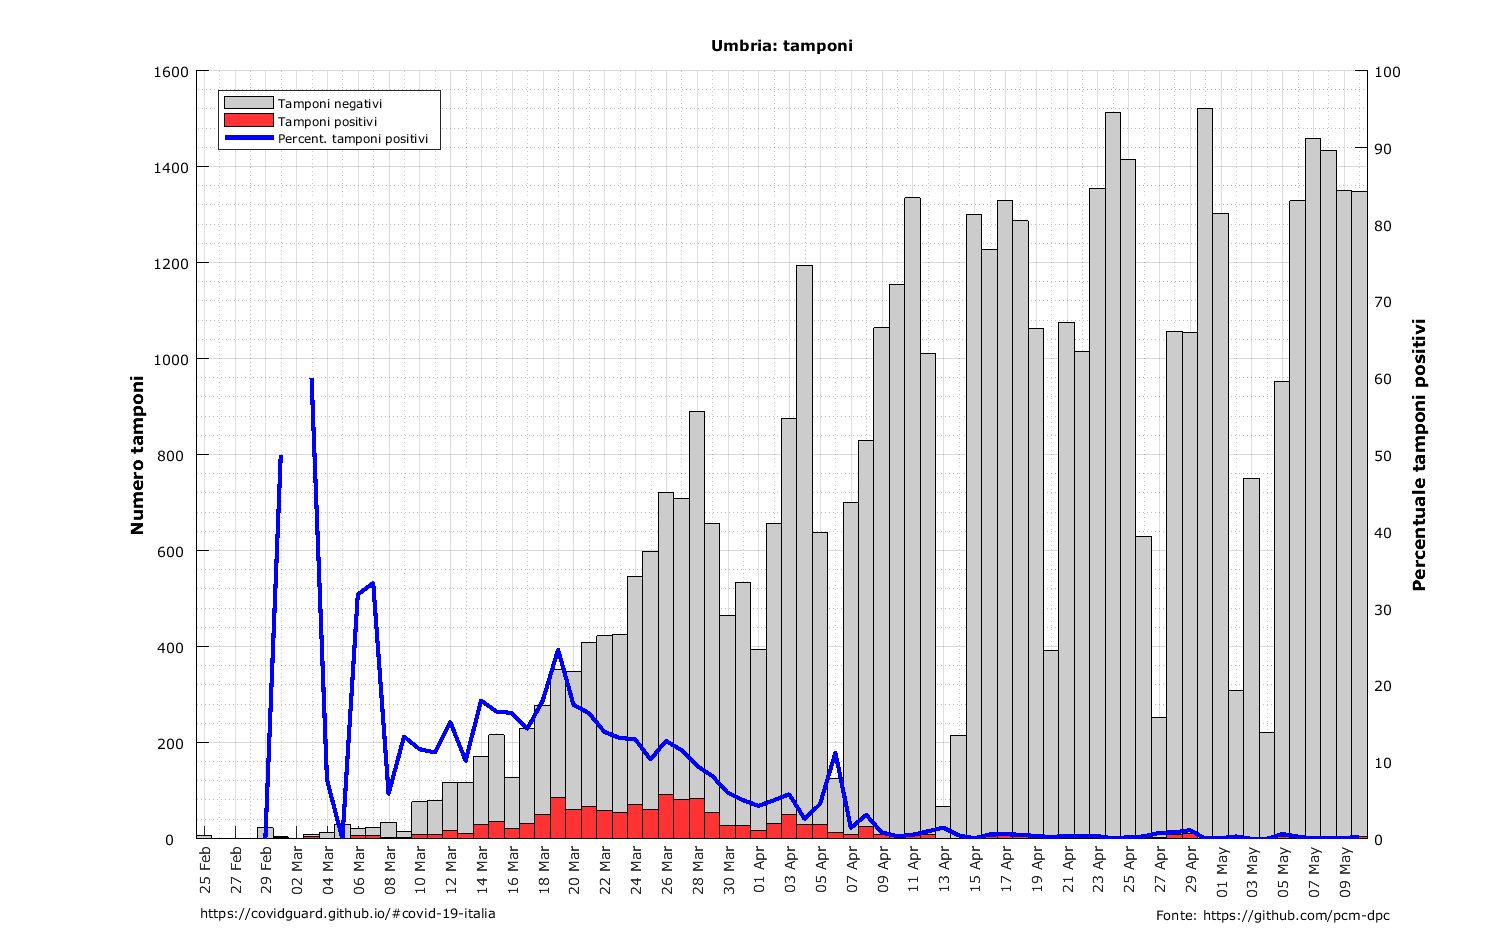 Umbria: tamponi
1600
1400
1200
1000
800
600
400
200
0
100
90
80
70
60
50
40
30
20
10
0
Tamponi negativi
Tamponi positivi
Percent. tamponi positivi
Numero tamponi
Percentuale tamponi positivi
25 Feb
27 Feb
29 Feb
02 Mar
04 Mar
06 Mar
08 Mar
10 Mar
12 Mar
14 Mar
16 Mar
18 Mar
20 Mar
22 Mar
24 Mar
26 Mar
28 Mar
30 Mar
01 Apr
03 Apr
05 Apr
07 Apr
09 Apr
11 Apr
13 Apr
15 Apr
17 Apr
19 Apr
21 Apr
23 Apr
25 Apr
27 Apr
29 Apr
01 May
03 May
05 May
07 May
09 May
https://covidguard.github.io/#covid-19-italia
Fonte: https://github.com/pcm-dpc